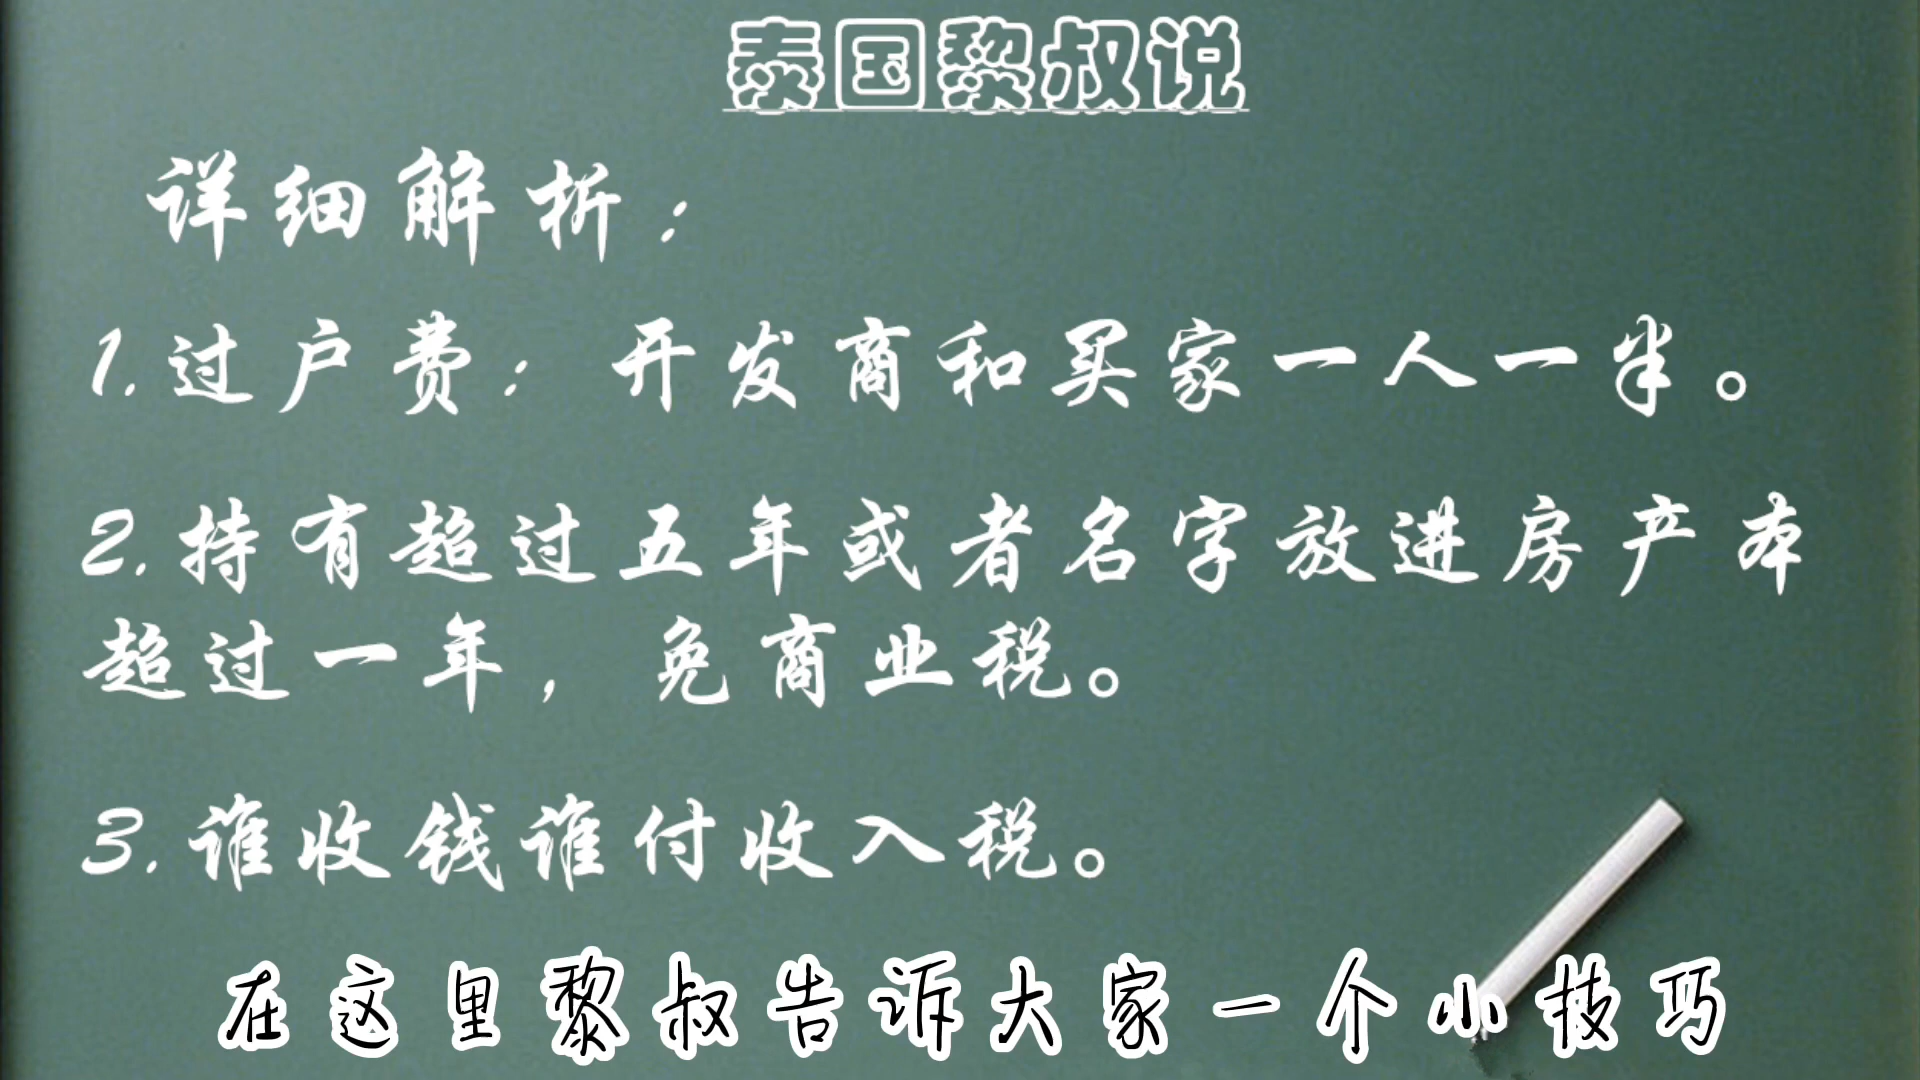 泰国黎叔说
详细解析：
1.过户费：开发商和买家一人一半。
2.持有超过五年或者名字放进房产本
超过一年，免商业税。
3.谁收钱谁付收入税。
在这里黎叔告诉大家一个小技巧